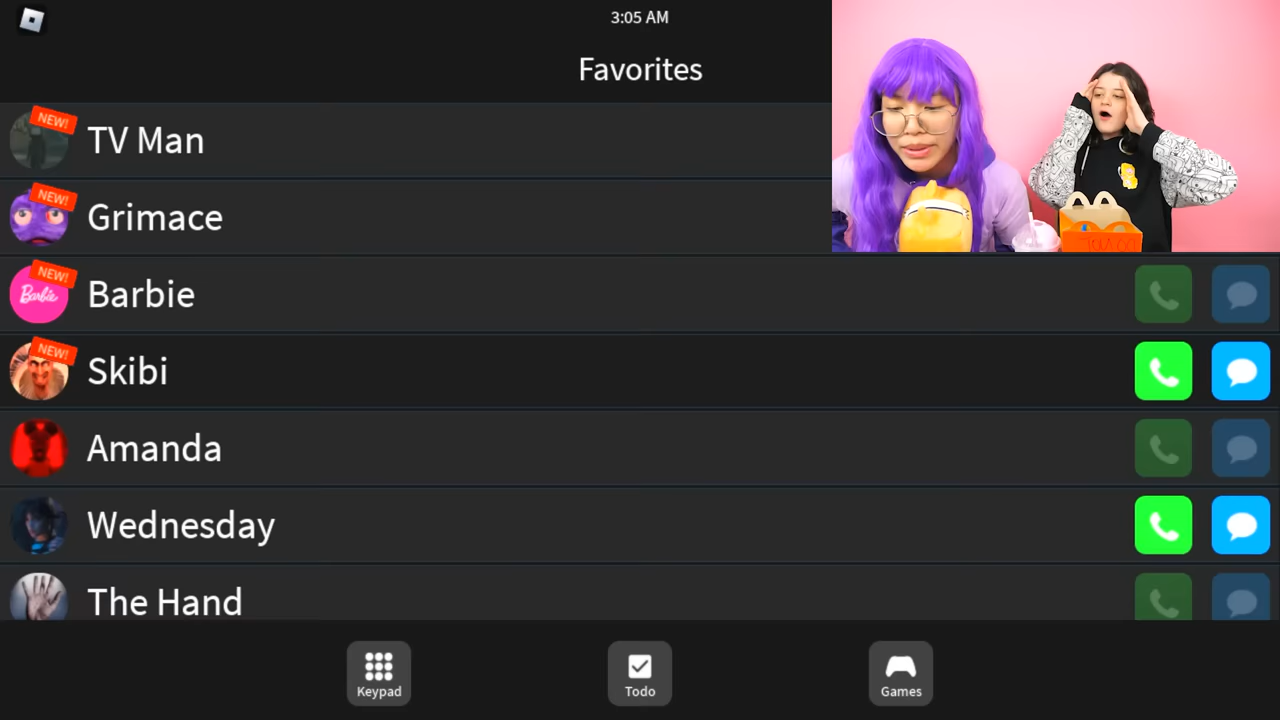 3:05 AM
Favorites
NEW!
TV Man
NEW!
Grimace
NEW!
Barbie
Barbie
NEW!
Skibi
Amanda
Wednesday
The Hand
Keypad
Todo
Games